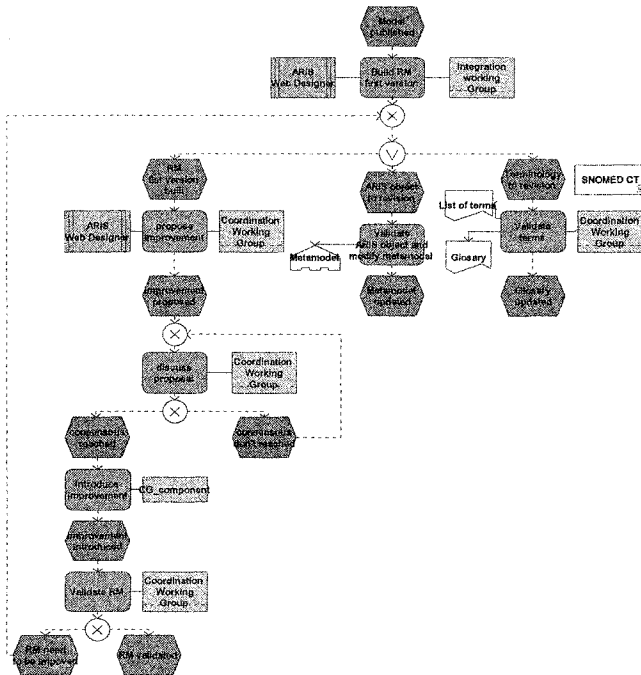 Model
published
ARIS
Web Designer
Build RM
first version
Integration
working
Group
RM
for version
built
ARIS object
to revision
Terminology
to revision
SNOMED CT
List of terms
ARIS
Web Designer
propose
improvement
Coordination
Working
Group
validate
Aris object and
modify metamodel
Metamodel
Validate
terms
Coordination
Working
Group
Glosary
improvement
proposed
Metamodel
updated
Glosary
updated
discuss
proposal
Coordination
Working
Group
consensous
reached
consensous
don't reached
Introduce
improvement
CG_component
improvement
introduced
Validate RM
Coordination
Working
Group
RM need
to be impoved
RM validated